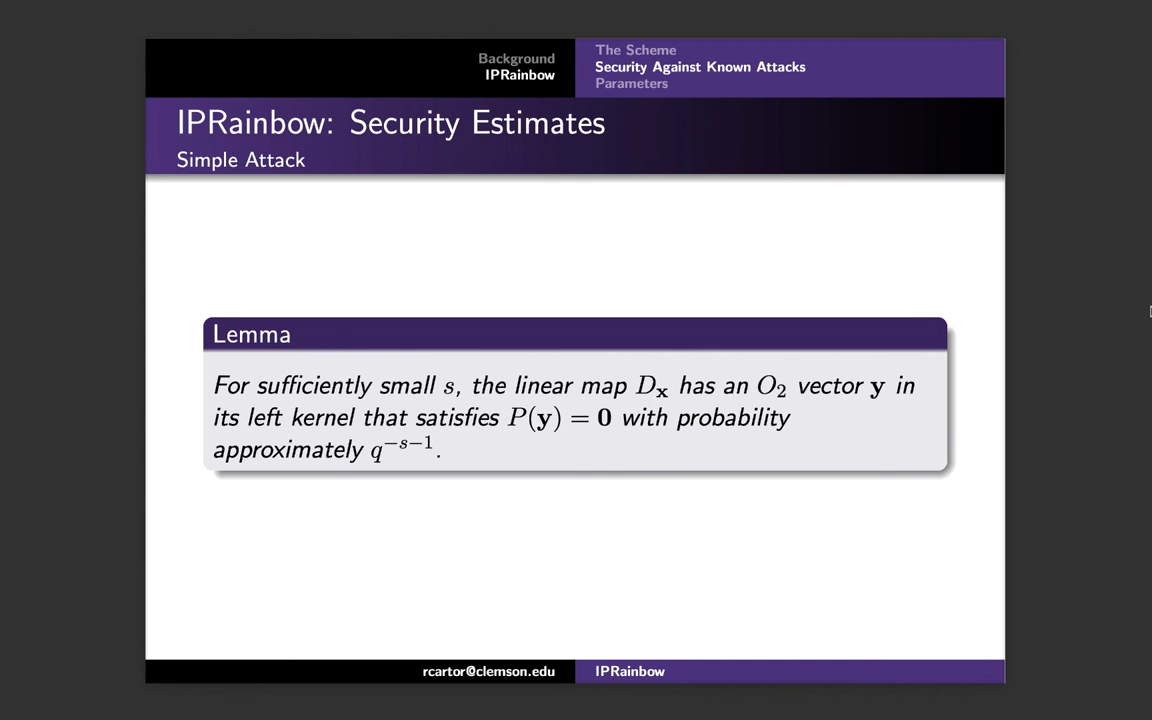 Background
IPRainbow
The Scheme
Security Against Known Attacks
Parameters
IPRainbow: Security Estimates
Simple Attack
Lemma
For sufficiently small s, the linear map Dₓ has an O₂ vector y in
its left kernel that satisfies P(y) = 0 with probability
approximately q⁻ˢ⁻¹.
rcartor@clemson.edu
IPRainbow